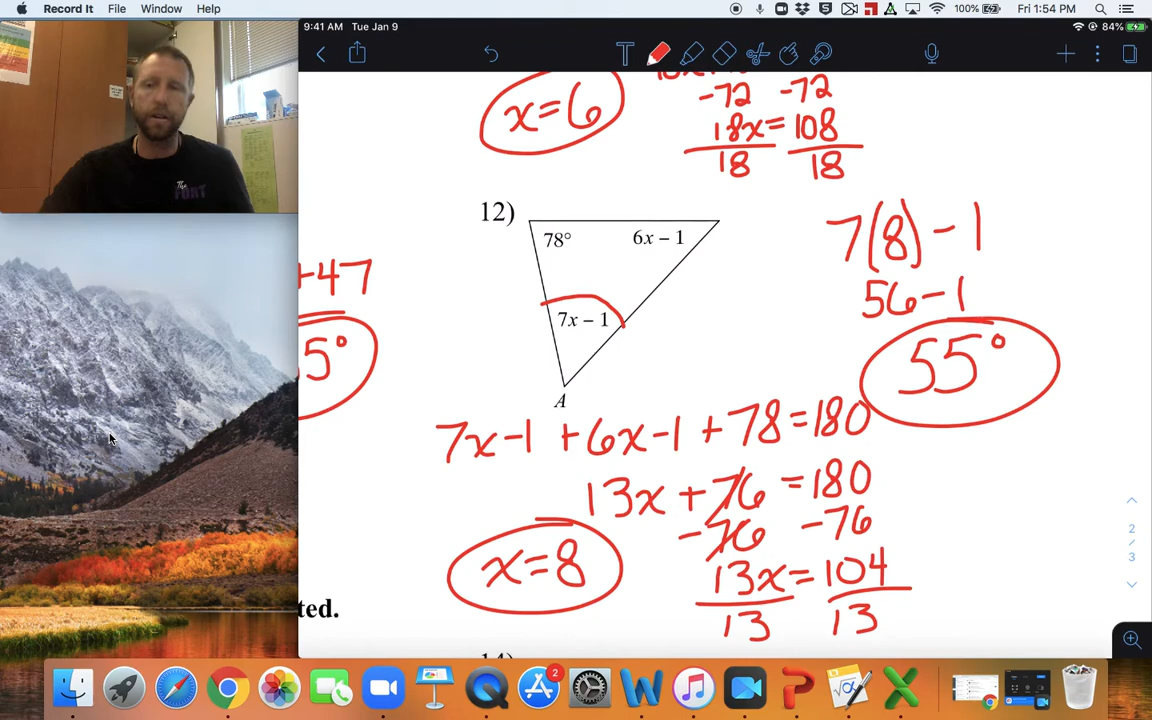 Record It File Window Help 100% Fri 1:54 PM
9:41 AM Tue Jan 9 84%
T
-72 -72
x=6
18x=108
18 18
12)
78° 6x – 1
7x – 1
A
7(8)-1
56-1
55°
+47
5°
7x-1+6x-1+78=180
13x+76=180
-76 -76
x=8
13x=104
13 13
ted.
2
/
3
2